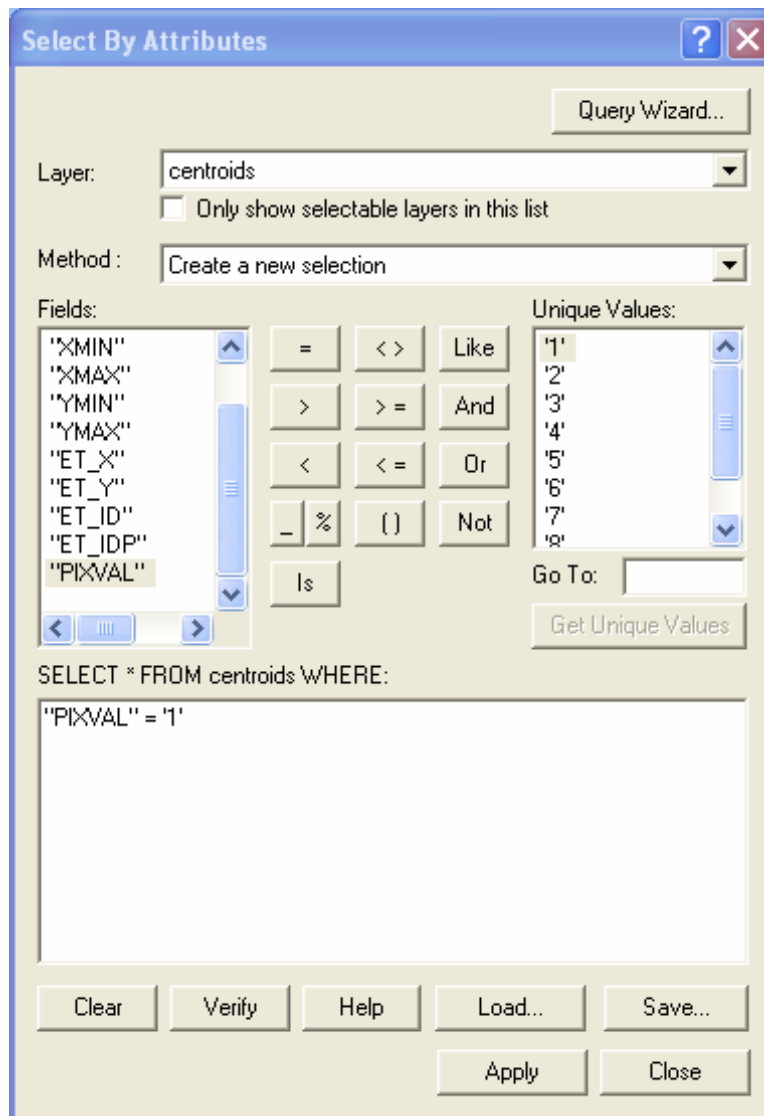 Select By Attributes
?
Query Wizard...
Layer:
centroids
Only show selectable layers in this list
Method :
Create a new selection
Fields:
"XMIN"
"XMAX"
"YMIN"
"YMAX"
"ET_X"
"ET_Y"
"ET_ID"
"ET_IDP"
"PIXVAL"
= < > Like
> > = And
< < = Or
_ % ( ) Not
Is
Unique Values:
'1'
'2'
'3'
'4'
'5'
'6'
'7'
'8'
Go To:
Get Unique Values
SELECT * FROM centroids WHERE:
"PIXVAL" = '1'
Clear Verify Help Load... Save...
Apply Close